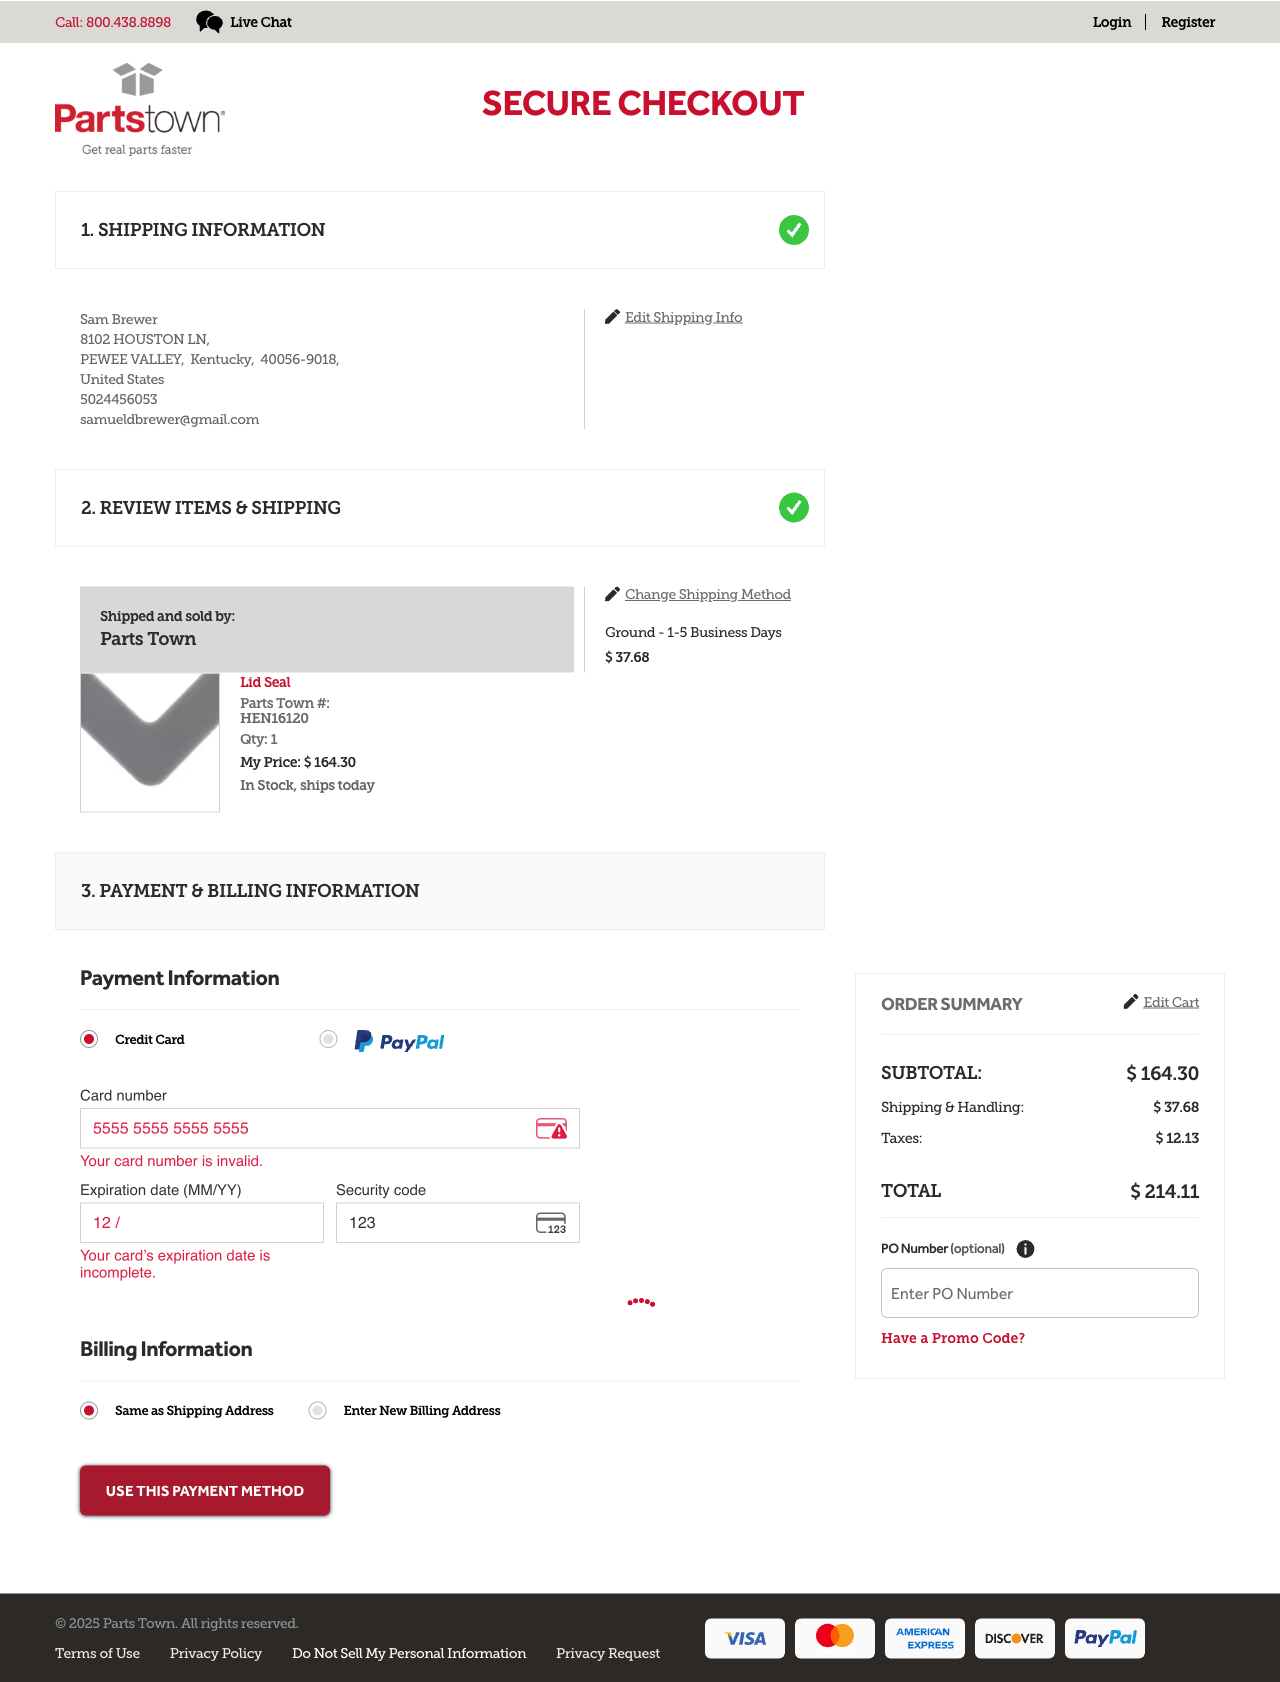 Call: 800.438.8898
Live Chat
Login
Register
Partstown®
Get real parts faster
SECURE CHECKOUT
1. SHIPPING INFORMATION
Sam Brewer
8102 HOUSTON LN,
PEWEE VALLEY, Kentucky, 40056-9018,
United States
5024456053
samueldbrewer@gmail.com
Edit Shipping Info
2. REVIEW ITEMS & SHIPPING
Shipped and sold by:
Parts Town
Change Shipping Method
Ground - 1-5 Business Days
$ 37.68
Lid Seal
Parts Town #:
HEN16120
Qty: 1
My Price: $ 164.30
In Stock, ships today
3. PAYMENT & BILLING INFORMATION
Payment Information
Credit Card
PayPal
Card number
5555 5555 5555 5555
Your card number is invalid.
Expiration date (MM/YY)
Security code
12 /
123
123
Your card’s expiration date is
incomplete.
Billing Information
Same as Shipping Address
Enter New Billing Address
USE THIS PAYMENT METHOD
ORDER SUMMARY
Edit Cart
SUBTOTAL: $ 164.30
Shipping & Handling: $ 37.68
Taxes: $ 12.13
TOTAL $ 214.11
PO Number (optional)
Enter PO Number
Have a Promo Code?
© 2025 Parts Town. All rights reserved.
Terms of Use
Privacy Policy
Do Not Sell My Personal Information
Privacy Request
VISA
AMERICAN
EXPRESS
DISCOVER
PayPal